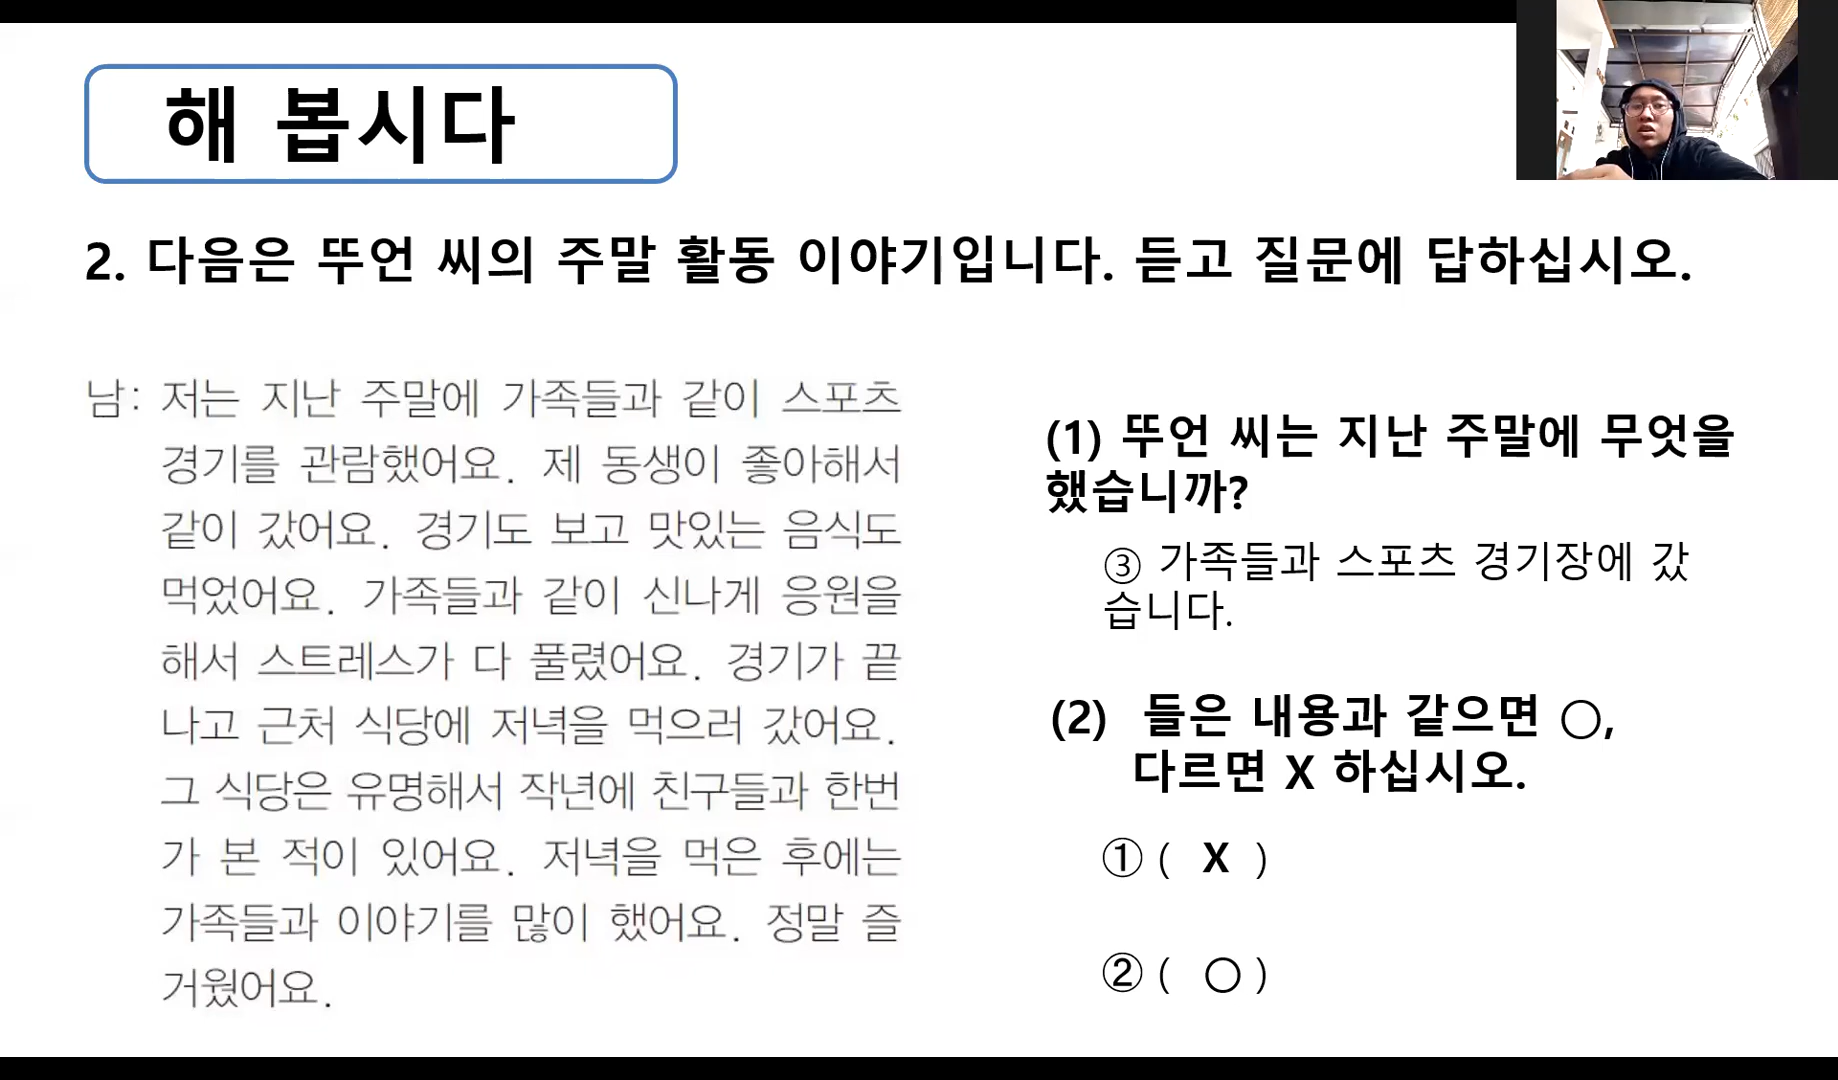 해 봅시다
2. 다음은 뚜언 씨의 주말 활동 이야기입니다. 듣고 질문에 답하십시오.
남: 저는 지난 주말에 가족들과 같이 스포츠
경기를 관람했어요. 제 동생이 좋아해서
같이 갔어요. 경기도 보고 맛있는 음식도
먹었어요. 가족들과 같이 신나게 응원을
해서 스트레스가 다 풀렸어요. 경기가 끝
나고 근처 식당에 저녁을 먹으러 갔어요.
그 식당은 유명해서 작년에 친구들과 한번
가 본 적이 있어요. 저녁을 먹은 후에는
가족들과 이야기를 많이 했어요. 정말 즐
거웠어요.
(1) 뚜언 씨는 지난 주말에 무엇을
했습니까?
③ 가족들과 스포츠 경기장에 갔
습니다.
(2) 들은 내용과 같으면 ○,
다르면 X 하십시오.
① ( X )
② ( ○ )